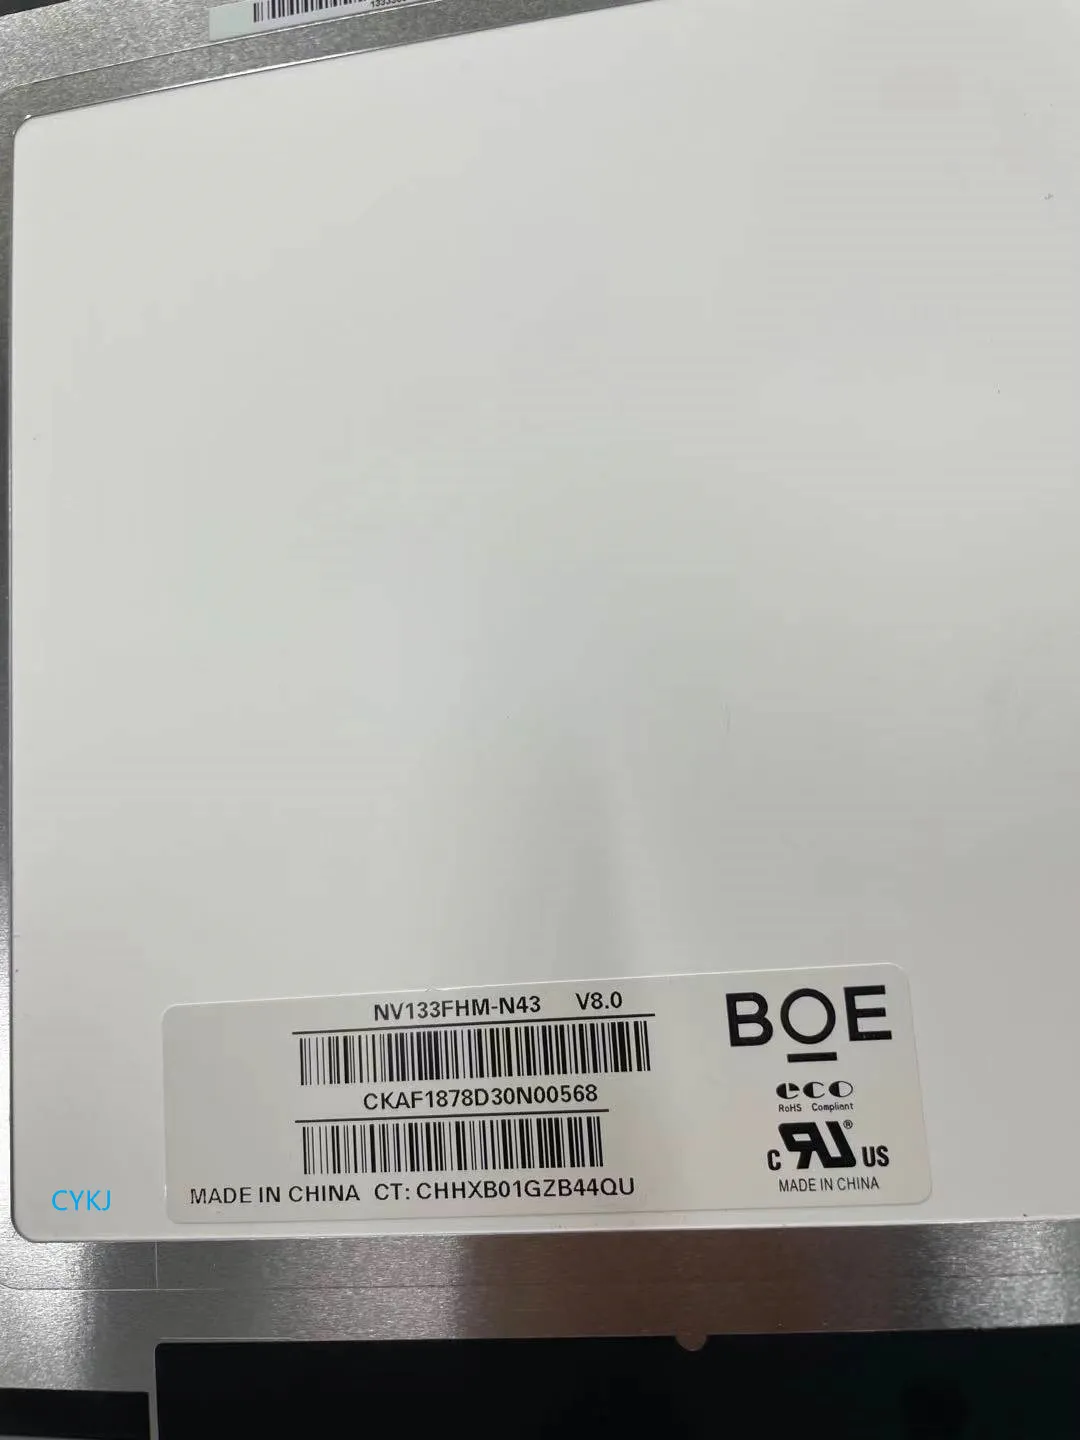 NV133FHM-N43 V8.0
BOE
CKAF1878D30N00568
eco
RoHS Compliant
C RU ® US
MADE IN CHINA CT: CHHXB01GZB44QU
MADE IN CHINA
CYKJ